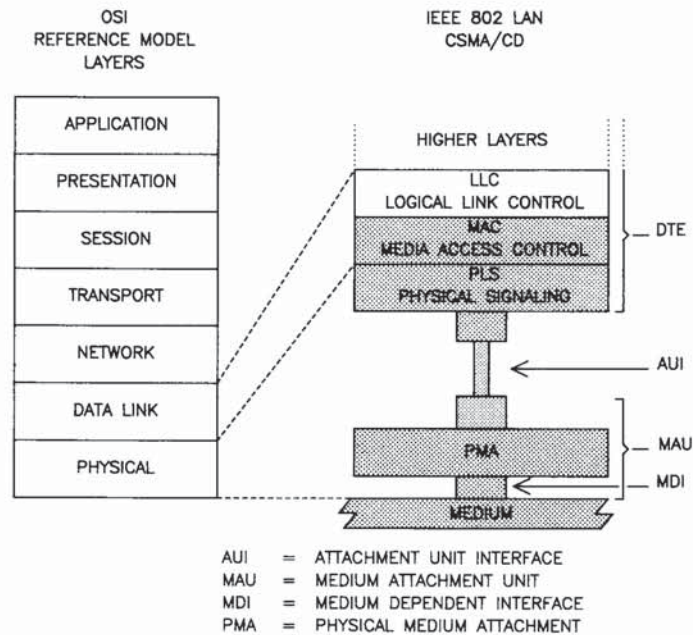 OSI
REFERENCE MODEL
LAYERS
APPLICATION
PRESENTATION
SESSION
TRANSPORT
NETWORK
DATA LINK
PHYSICAL
IEEE 802 LAN
CSMA/CD
HIGHER LAYERS
LLC
LOGICAL LINK CONTROL
MAC
MEDIA ACCESS CONTROL
PLS
PHYSICAL SIGNALING
DTE
AUI
PMA
MAU
MDI
MEDIUM
AUI = ATTACHMENT UNIT INTERFACE
MAU = MEDIUM ATTACHMENT UNIT
MDI = MEDIUM DEPENDENT INTERFACE
PMA = PHYSICAL MEDIUM ATTACHMENT